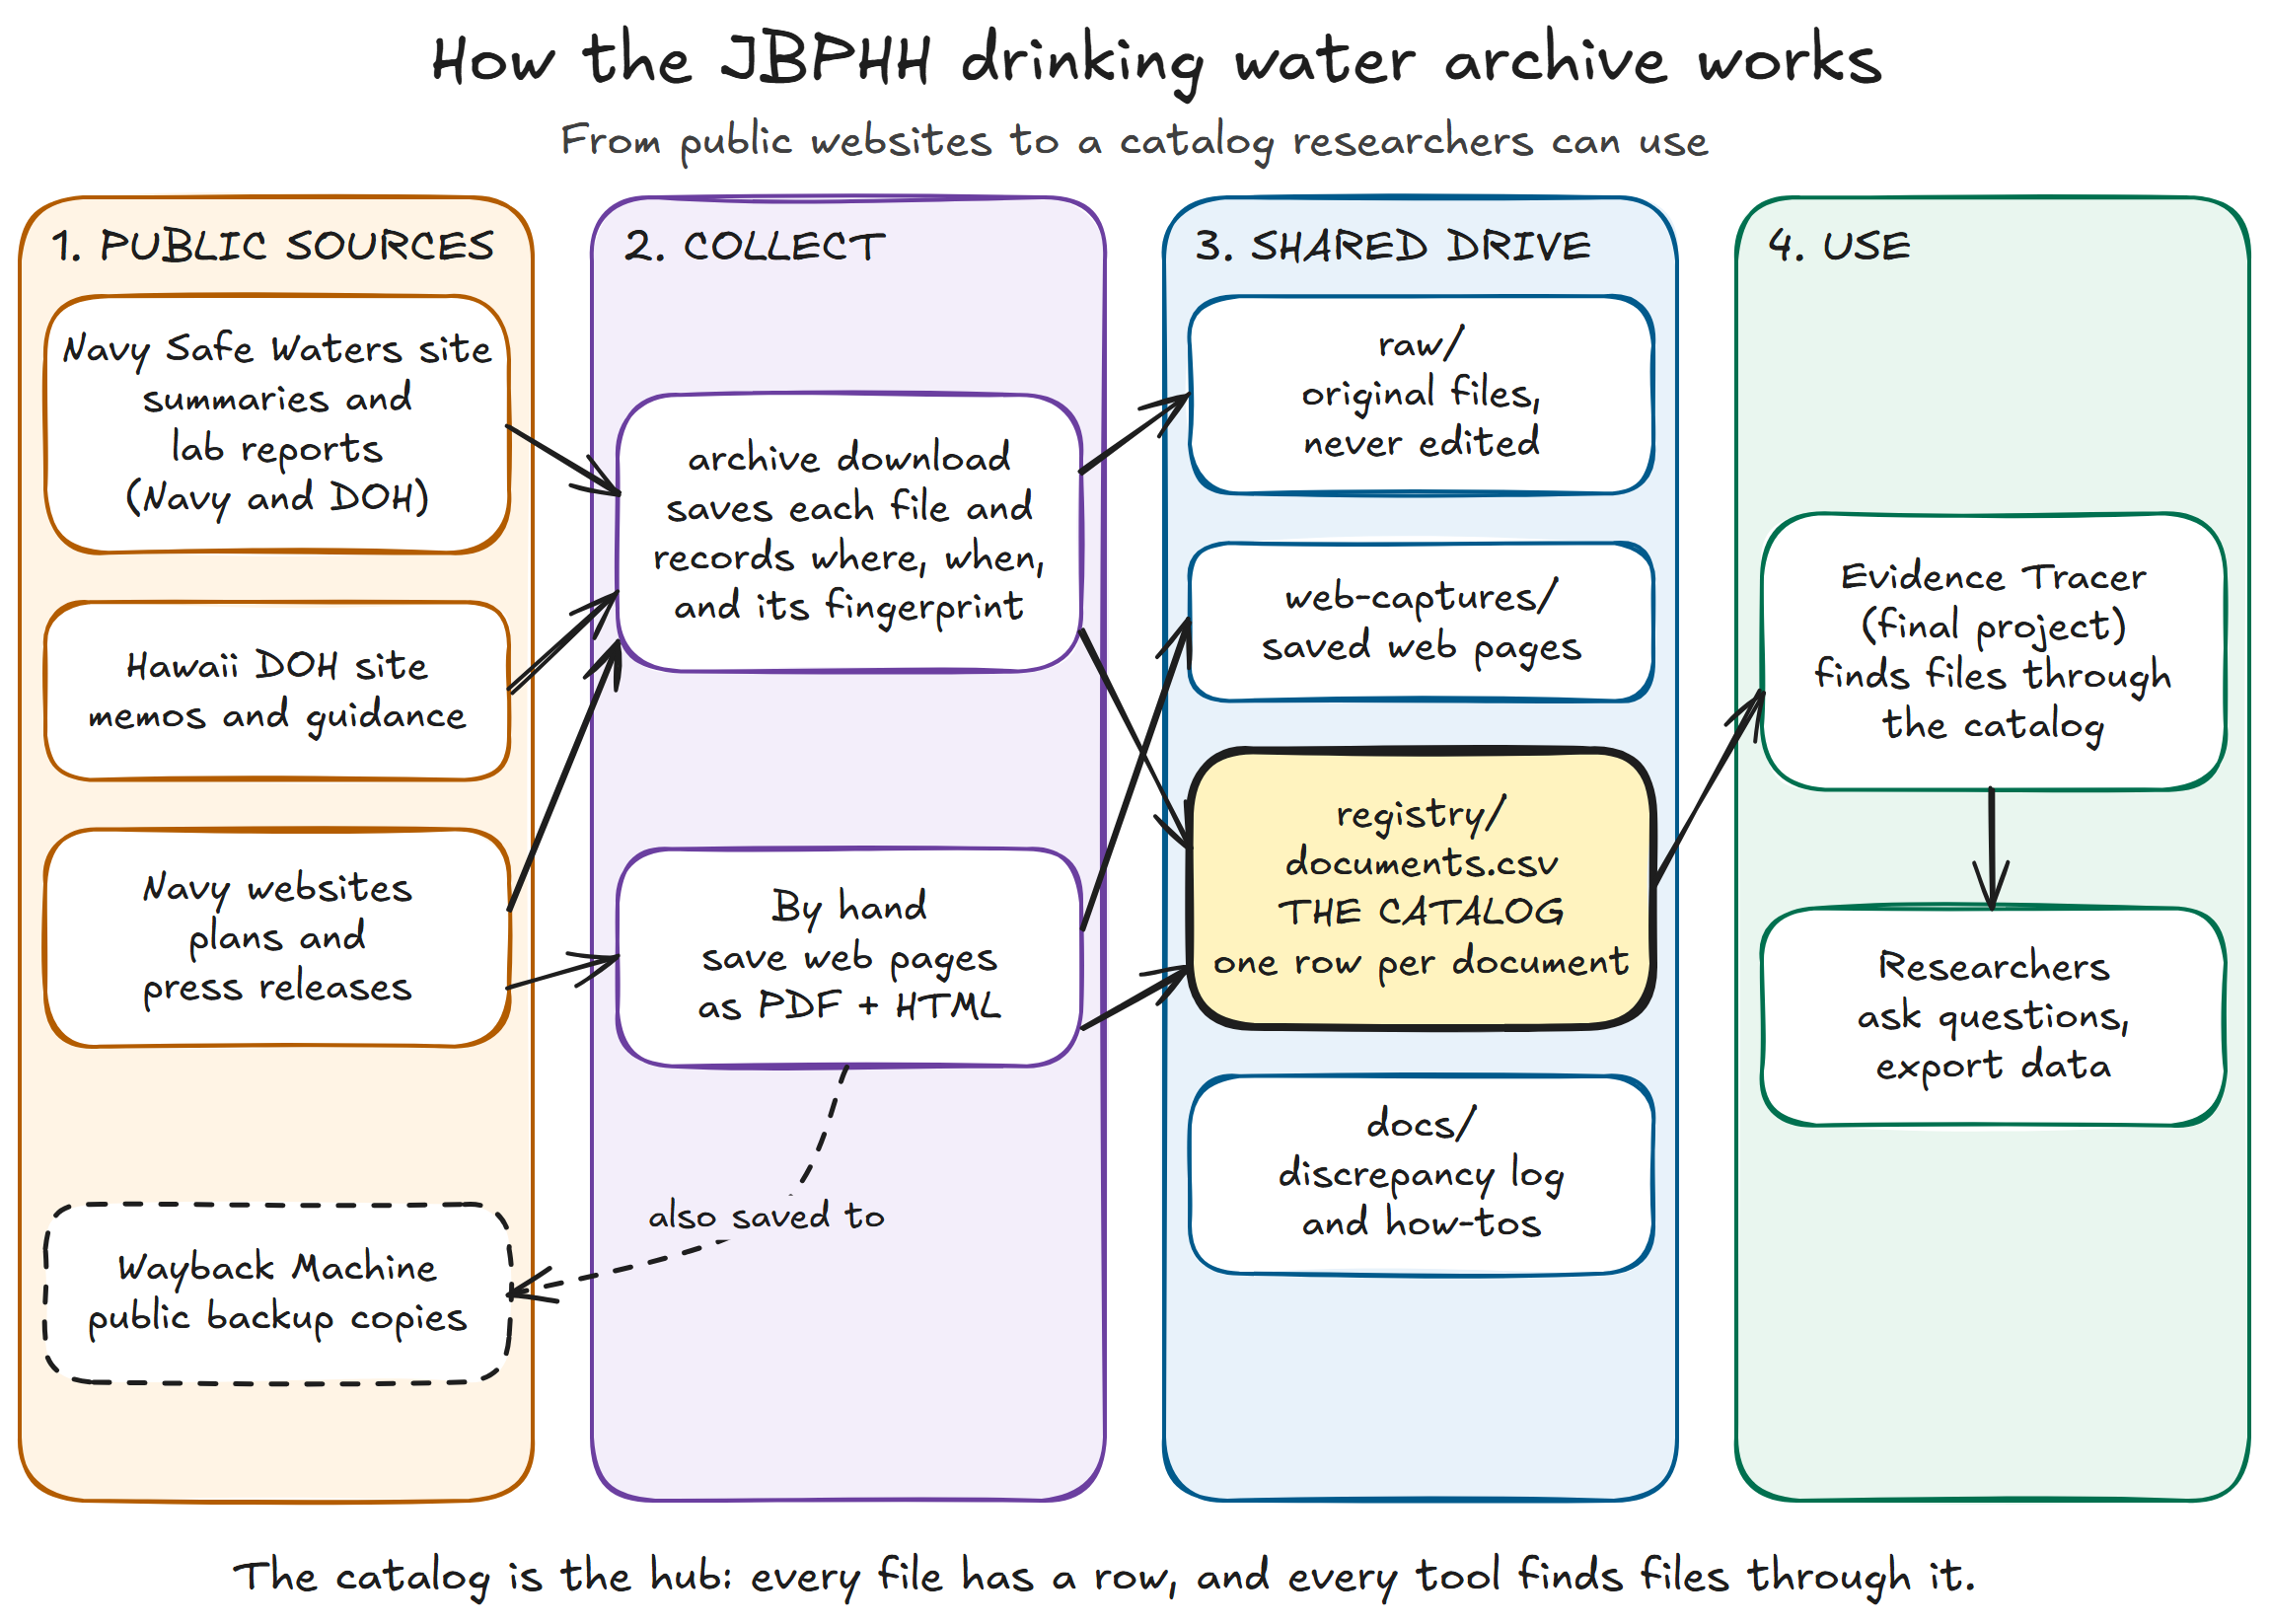 How the JBPHH drinking water archive works
From public websites to a catalog researchers can use
1. PUBLIC SOURCES
Navy Safe Waters site
summaries and
lab reports
(Navy and DOH)
Hawaii DOH site
memos and guidance
Navy websites
plans and
press releases
Wayback Machine
public backup copies
2. COLLECT
archive download
saves each file and
records where, when,
and its fingerprint
By hand
save web pages
as PDF + HTML
also saved to
3. SHARED DRIVE
raw/
original files,
never edited
web-captures/
saved web pages
registry/
documents.csv
THE CATALOG
one row per document
docs/
discrepancy log
and how-tos
4. USE
Evidence Tracer
(final project)
finds files through
the catalog
Researchers
ask questions,
export data
The catalog is the hub: every file has a row, and every tool finds files through it.